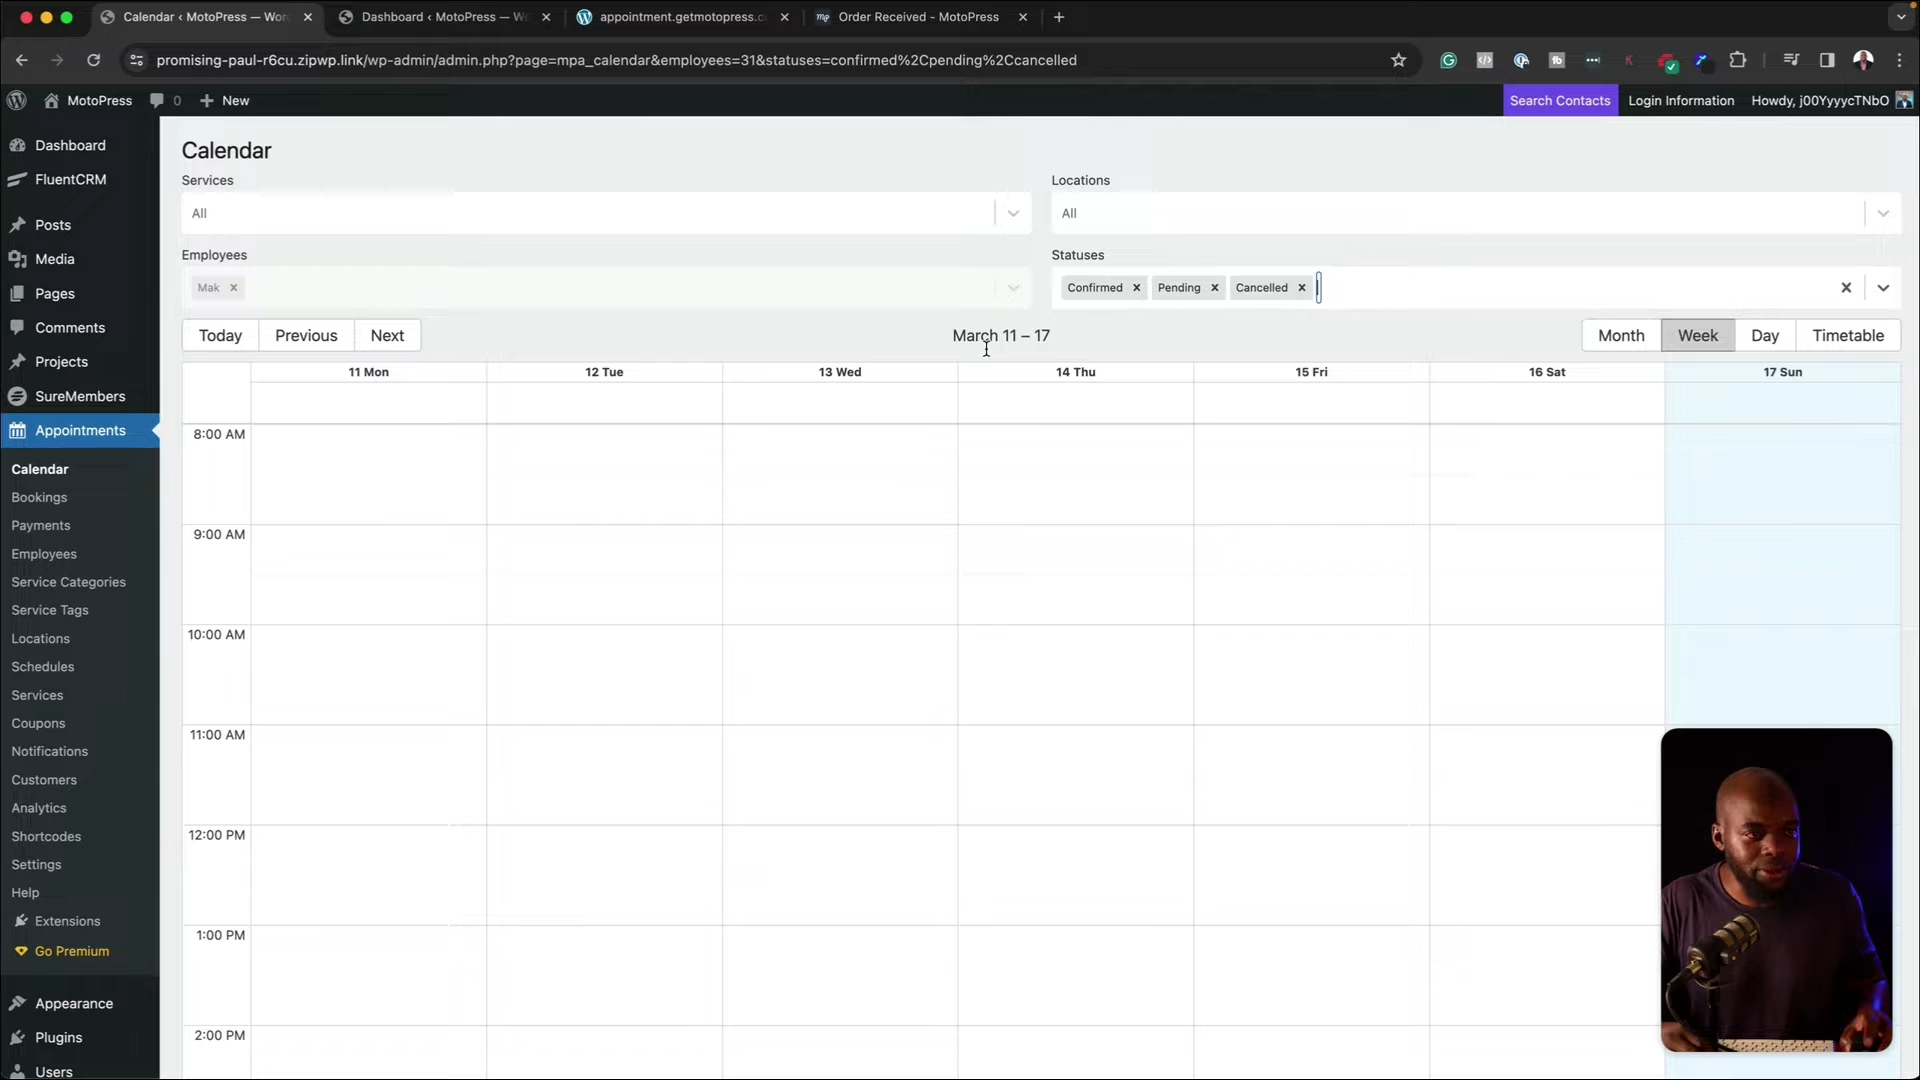 Calendar ‹ MotoPress — Wor
Dashboard ‹ MotoPress — W
appointment.getmotopress.c
Order Received - MotoPress
promising-paul-r6cu.zipwp.link/wp-admin/admin.php?page=mpa_calendar&employees=31&statuses=confirmed%2Cpending%2Ccancelled
MotoPress
0
New
Search Contacts
Login Information
Howdy, j00YyyycTNbO
Dashboard
FluentCRM
Posts
Media
Pages
Comments
Projects
SureMembers
Appointments
Calendar
Bookings
Payments
Employees
Service Categories
Service Tags
Locations
Schedules
Services
Coupons
Notifications
Customers
Analytics
Shortcodes
Settings
Help
Extensions
Go Premium
Appearance
Plugins
Users
Calendar
Services
All
Locations
All
Employees
Mak
Statuses
Confirmed
Pending
Cancelled
Today
Previous
Next
March 11 – 17
Month
Week
Day
Timetable
11 Mon
12 Tue
13 Wed
14 Thu
15 Fri
16 Sat
17 Sun
8:00 AM
9:00 AM
10:00 AM
11:00 AM
12:00 PM
1:00 PM
2:00 PM